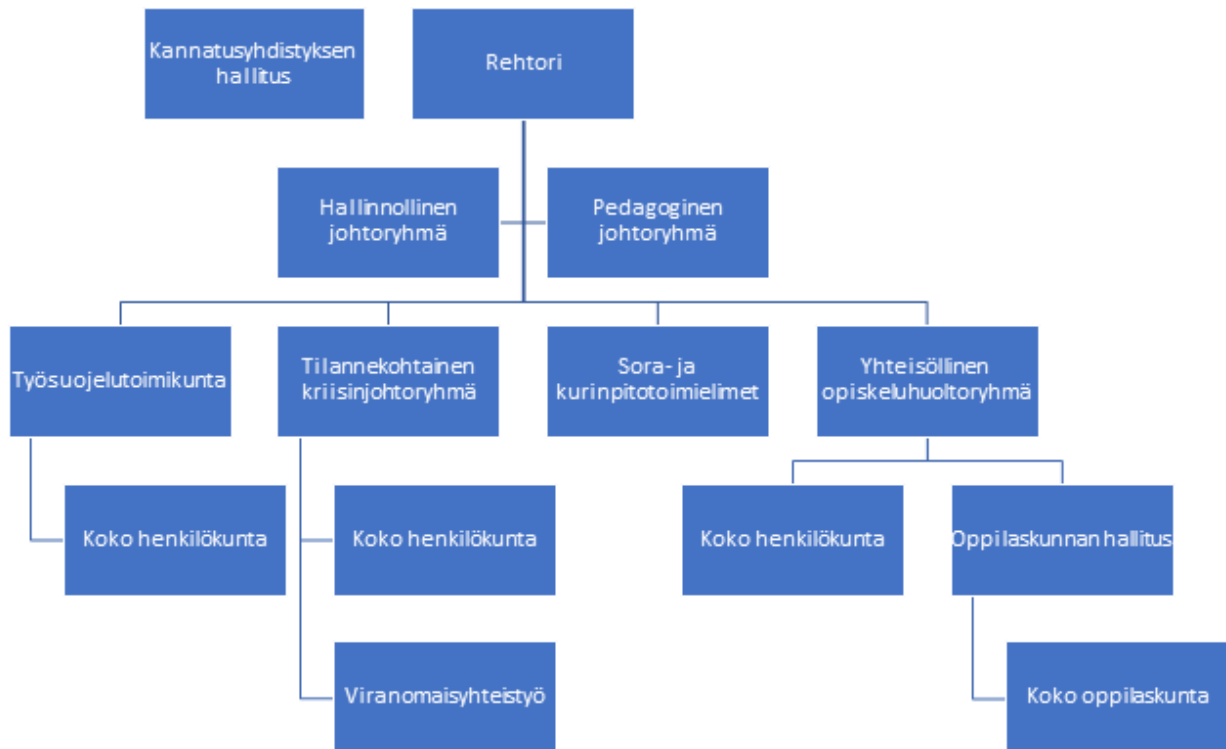 Kannatusyhdistyksen
hallitus
Rehtori
Hallinnollinen
johtoryhmä
Pedagoginen
johtoryhmä
Työsuojelutoimikunta
Tilannekohtainen
kriisinjohtoryhmä
Sora- ja
kurinpitotoimielimet
Yhteisöllinen
opiskeluhuoltoryhmä
Koko henkilökunta
Koko henkilökunta
Koko henkilökunta
Oppilaskunnan hallitus
Viranomaisyhteistyö
Koko oppilaskunta